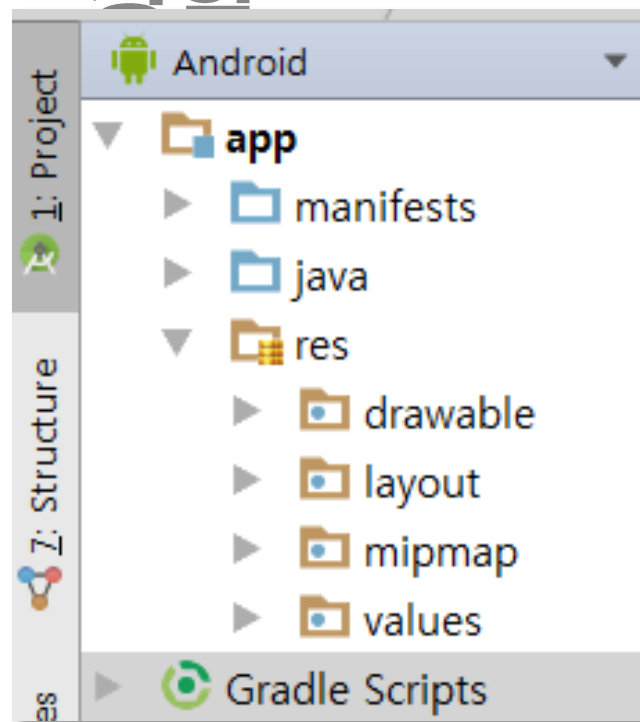 Android
1: Project
app
manifests
java
res
drawable
layout
mipmap
values
7: Structure
Gradle Scripts